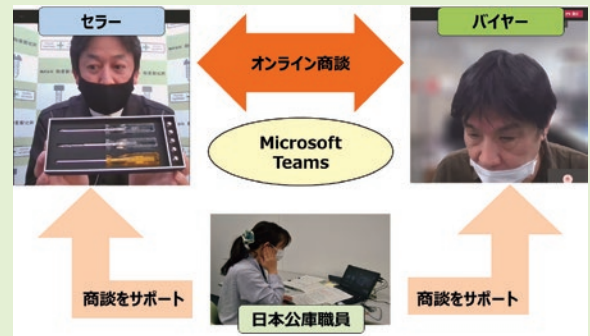 セラー
バイヤー
オンライン商談
Microsoft
Teams
商談をサポート
商談をサポート
日本公庫職員